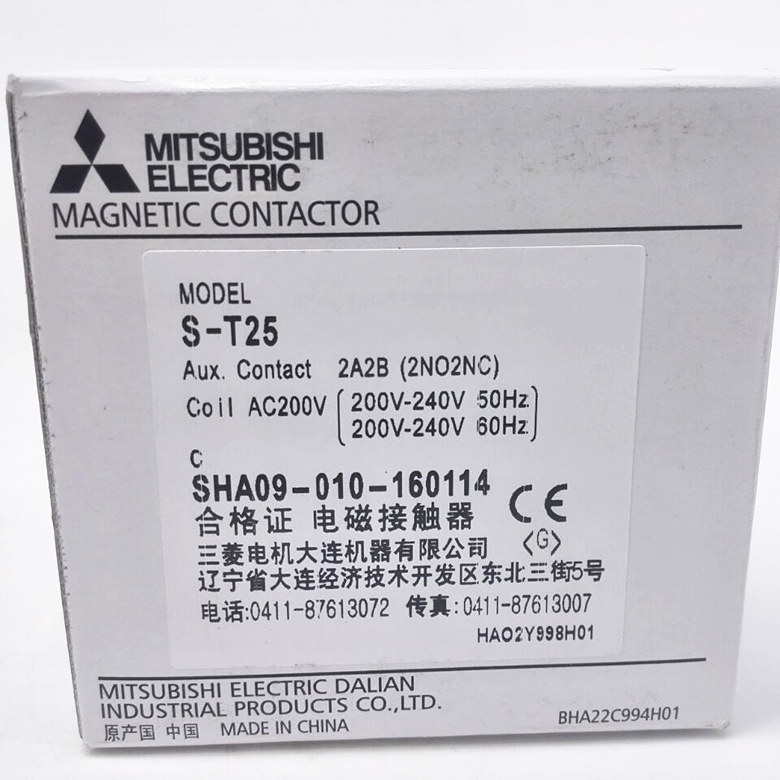 MITSUBISHI
ELECTRIC
MAGNETIC CONTACTOR
MODEL
S-T25
Aux. Contact 2A2B (2NO2NC)
Coil AC200V [200V-240V 50Hz
200V-240V 60Hz]
C
SHA09-010-160114
CE
合格证 电磁接触器
<G>
三菱电机大连机器有限公司
辽宁省大连经济技术开发区东北三街5号
电话:0411-87613072 传真:0411-87613007
HA02Y998H01
MITSUBISHI ELECTRIC DALIAN
INDUSTRIAL PRODUCTS CO.,LTD.
原产国 中国 MADE IN CHINA
BHA22C994H01